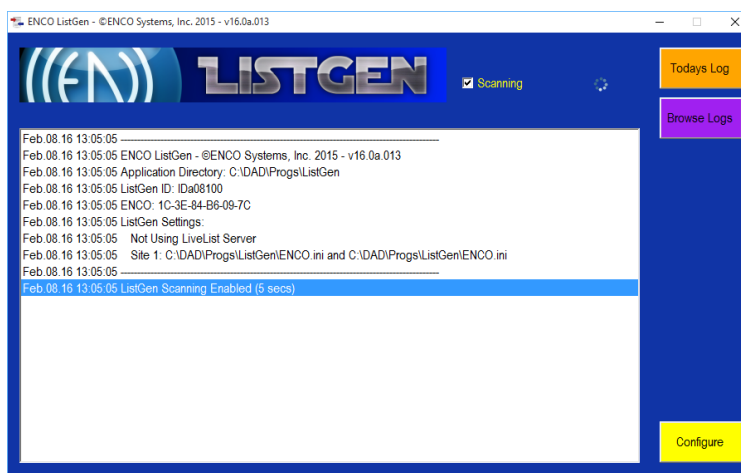 ENCO ListGen - ©ENCO Systems, Inc. 2015 - v16.0a.013
((EN)) LISTGEN
Scanning
Todays Log
Browse Logs
Feb.08.16 13:05:05 ----------------------------------------------------------------------------------------------------
Feb.08.16 13:05:05 ENCO ListGen - ©ENCO Systems, Inc. 2015 - v16.0a.013
Feb.08.16 13:05:05 Application Directory: C:\DAD\Progs\ListGen
Feb.08.16 13:05:05 ListGen ID: IDa08100
Feb.08.16 13:05:05 ENCO: 1C-3E-84-B6-09-7C
Feb.08.16 13:05:05 ListGen Settings:
Feb.08.16 13:05:05 Not Using LiveList Server
Feb.08.16 13:05:05 Site 1: C:\DAD\Progs\ListGen\ENCO.ini and C:\DAD\Progs\ListGen\ENCO.ini
Feb.08.16 13:05:05 ----------------------------------------------------------------------------------------------------
Feb.08.16 13:05:05 ListGen Scanning Enabled (5 secs)
Configure